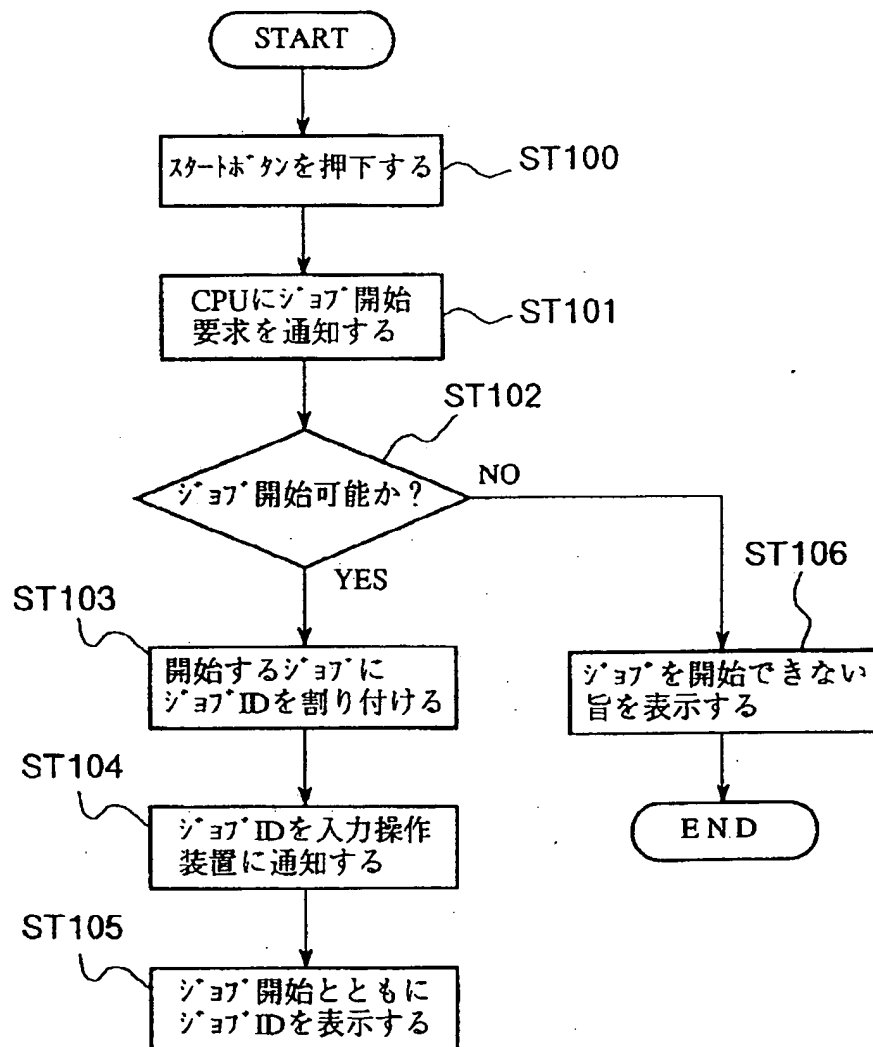 START
スタートボタンを押下する
ST100
CPUにジョブ開始
要求を通知する
ST101
ST102
ジョブ開始可能か?
NO
YES
ST103
開始するジョブに
ジョブIDを割り付ける
ST106
ジョブを開始できない
旨を表示する
ST104
ジョブIDを入力操作
装置に通知する
END
ST105
ジョブ開始とともに
ジョブIDを表示する